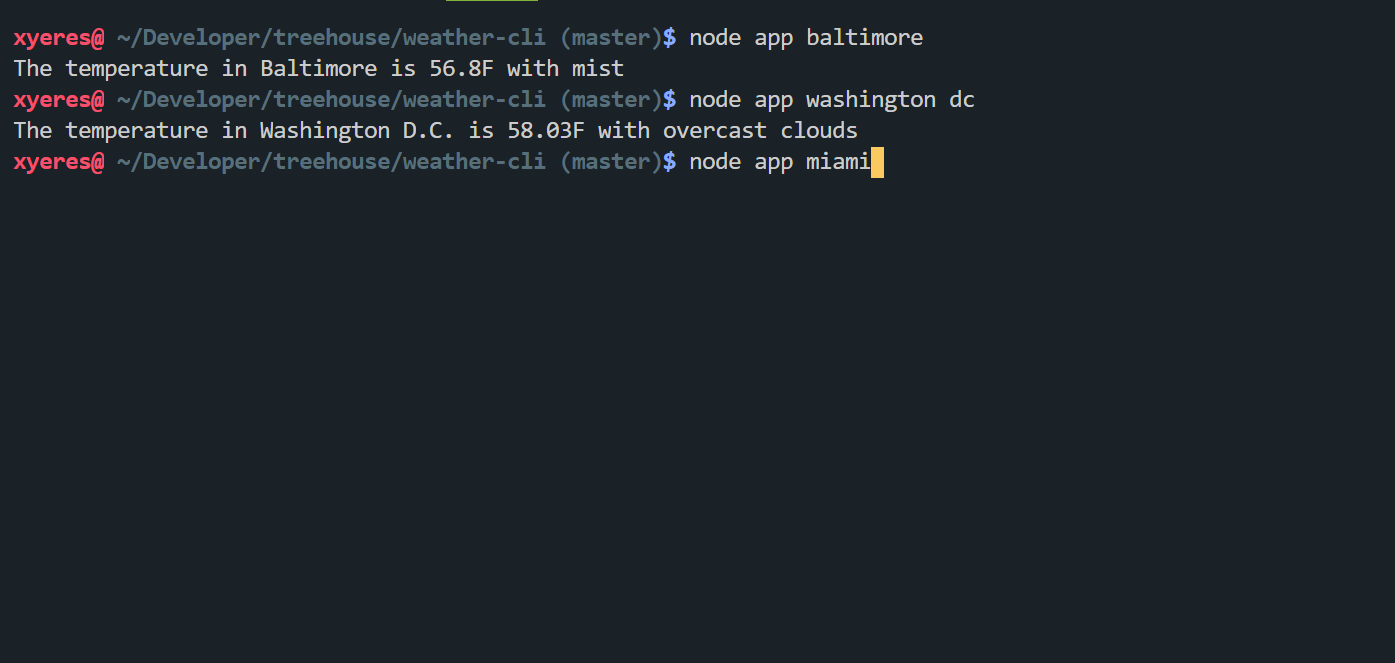 xyeres@ ~/Developer/treehouse/weather-cli (master)$ node app baltimore
The temperature in Baltimore is 56.8F with mist
xyeres@ ~/Developer/treehouse/weather-cli (master)$ node app washington dc
The temperature in Washington D.C. is 58.03F with overcast clouds
xyeres@ ~/Developer/treehouse/weather-cli (master)$ node app miami